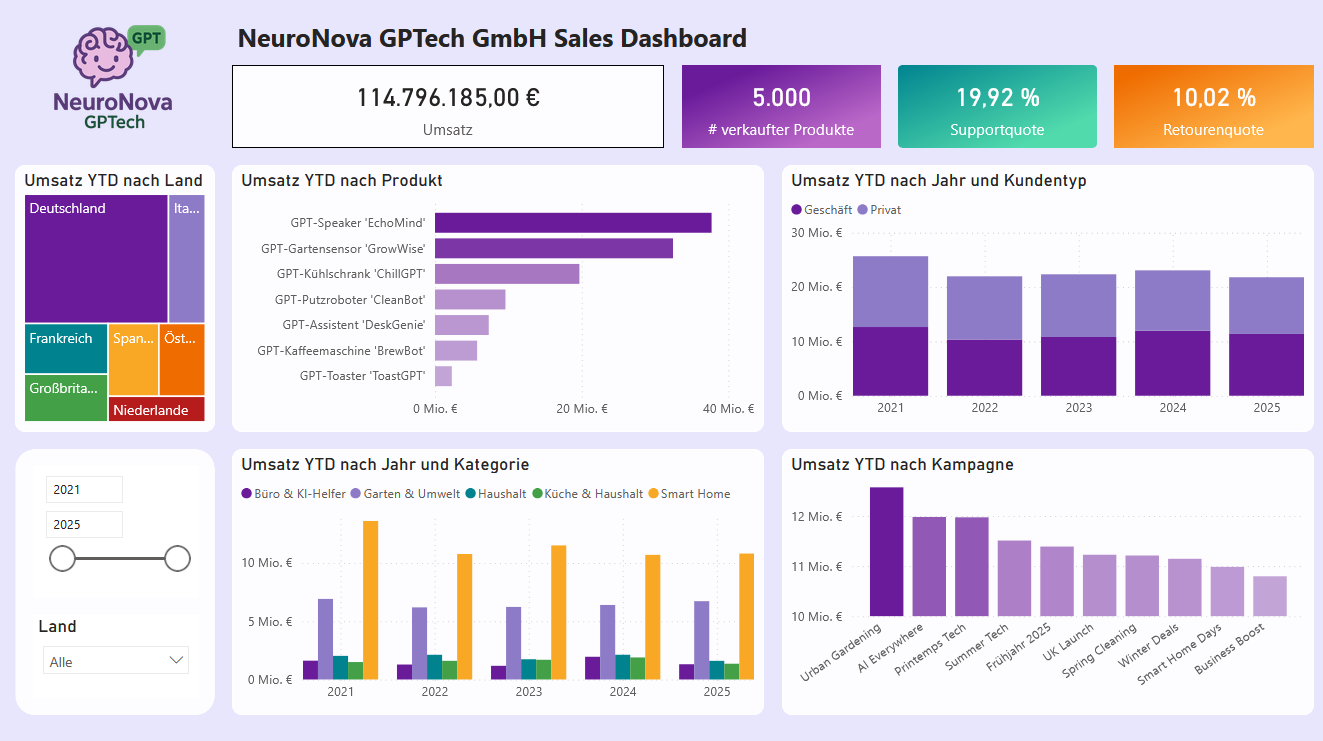 GPT
NeuroNova
GPTech
NeuroNova GPTech GmbH Sales Dashboard
114.796.185,00 €
Umsatz
5.000
# verkaufter Produkte
19,92 %
Supportquote
10,02 %
Retourenquote
Umsatz YTD nach Land
Deutschland
Ita...
Frankreich
Span...
Öst...
Großbrita...
Niederlande
Umsatz YTD nach Produkt
GPT-Speaker 'EchoMind'
GPT-Gartensensor 'GrowWise'
GPT-Kühlschrank 'ChillGPT'
GPT-Putzroboter 'CleanBot'
GPT-Assistent 'DeskGenie'
GPT-Kaffeemaschine 'BrewBot'
GPT-Toaster 'ToastGPT'
0 Mio. € 20 Mio. € 40 Mio. €
Umsatz YTD nach Jahr und Kundentyp
Geschäft Privat
30 Mio. €
20 Mio. €
10 Mio. €
0 Mio. €
2021 2022 2023 2024 2025
2021
2025
Land
Alle
Umsatz YTD nach Jahr und Kategorie
Büro & KI-Helfer Garten & Umwelt Haushalt Küche & Haushalt Smart Home
10 Mio. €
5 Mio. €
0 Mio. €
2021 2022 2023 2024 2025
Umsatz YTD nach Kampagne
12 Mio. €
11 Mio. €
10 Mio. €
Urban Gardening
AI Everywhere
Printemps Tech
Summer Tech
Frühjahr 2025
UK Launch
Spring Cleaning
Winter Deals
Smart Home Days
Business Boost